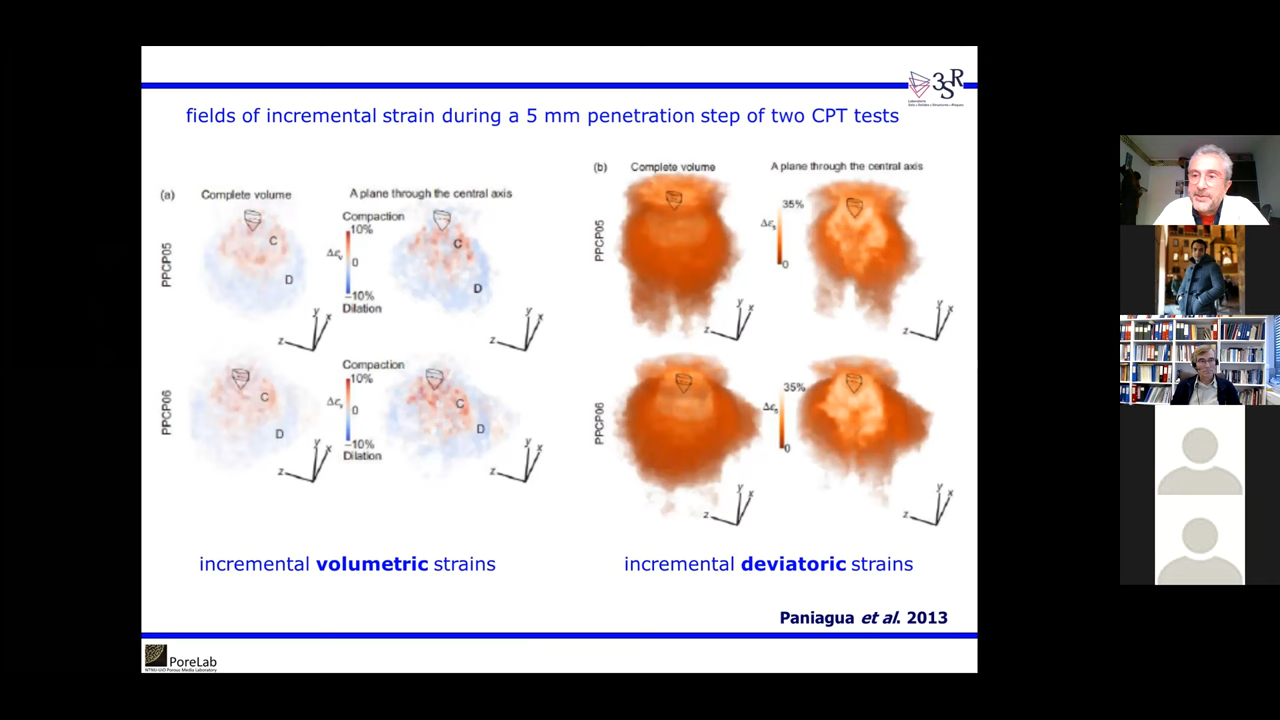 3SR
fields of incremental strain during a 5 mm penetration step of two CPT tests
(a) Complete volume A plane through the central axis
PPCP05
Compaction
10%
Δεv 0
−10%
Dilation
C
D
C
D
y x
z
y x
z
PPCP06
Compaction
10%
Δεv 0
−10%
Dilation
C
D
C
D
y x
z
y x
z
(b) Complete volume A plane through the central axis
PPCP05
35%
Δεs
0
y x
z
y x
z
PPCP06
35%
Δεs
0
y x
z
y x
z
incremental volumetric strains
incremental deviatoric strains
Paniagua et al. 2013
PoreLab